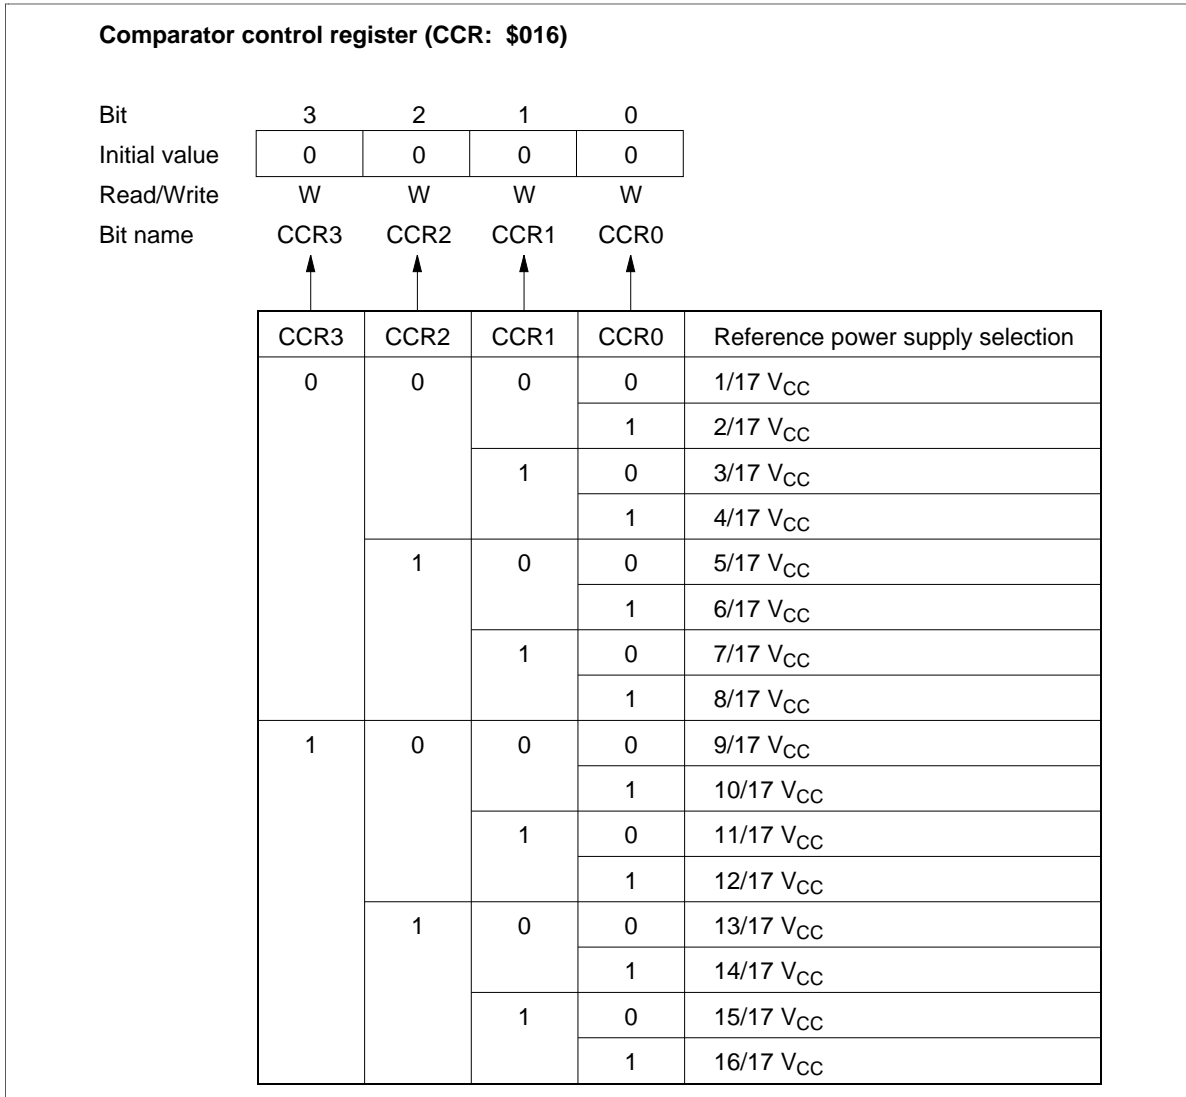 Comparator control register (CCR: $016)
Bit 3 2 1 0
Initial value 0 0 0 0
Read/Write W W W W
Bit name CCR3 CCR2 CCR1 CCR0
CCR3 CCR2 CCR1 CCR0 Reference power supply selection
0 0 0 0 1/17 VCC
1 2/17 VCC
1 0 3/17 VCC
1 4/17 VCC
1 0 0 5/17 VCC
1 6/17 VCC
1 0 7/17 VCC
1 8/17 VCC
1 0 0 0 9/17 VCC
1 10/17 VCC
1 0 11/17 VCC
1 12/17 VCC
1 0 0 13/17 VCC
1 14/17 VCC
1 0 15/17 VCC
1 16/17 VCC